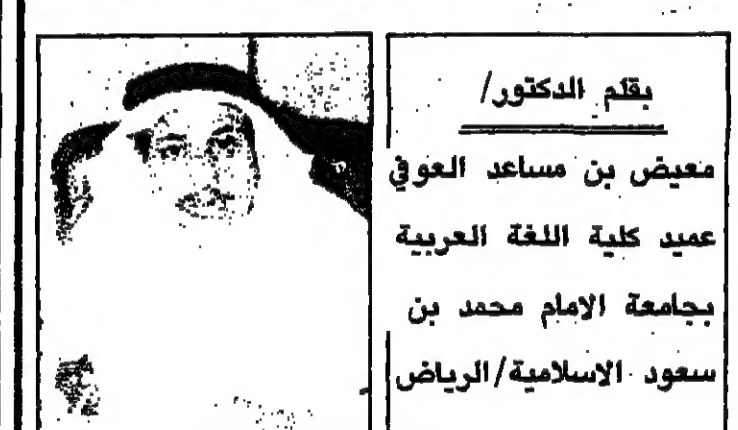 بقلم الدكتور/
معيض بن مساعد العوفي
عميد كلية اللغة العربية
بجامعة الامام محمد بن
سعود الاسلامية/الرياض